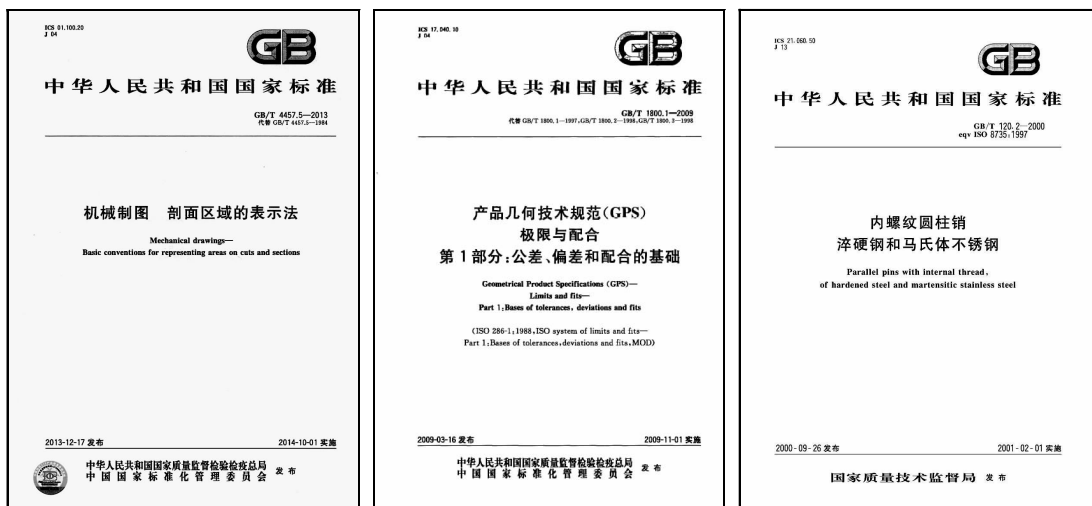 ICS 01.100.20
J 04
GB
中华人民共和国国家标准
GB/T 4457.5—2013
代替 GB/T 4457.5—1984
机械制图 剖面区域的表示法
Mechanical drawings—
Basic conventions for representing areas on cuts and sections
2013-12-17 发布
2014-10-01 实施
中华人民共和国国家质量监督检验检疫总局
中国国家标准化管理委员会
发布
ICS 17.040.10
J 04
GB
中华人民共和国国家标准
GB/T 1800.1—2009
代替 GB/T 1800.1—1997,GB/T 1800.2—1998,GB/T 1800.3—1998
产品几何技术规范(GPS)
极限与配合
第1部分:公差、偏差和配合的基础
Geometrical Product Specifications (GPS)—
Limits and fits—
Part 1:Bases of tolerances, deviations and fits
(ISO 286-1:1988,ISO system of limits and fits—
Part 1:Bases of tolerances,deviations and fits,MOD)
2009-03-16 发布
2009-11-01 实施
中华人民共和国国家质量监督检验检疫总局
中国国家标准化管理委员会
发布
ICS 21.060.50
J 13
GB
中华人民共和国国家标准
GB/T 120.2—2000
eqv ISO 8735:1997
内螺纹圆柱销
淬硬钢和马氏体不锈钢
Parallel pins with internal thread,
of hardened steel and martensitic stainless steel
2000-09-26 发布
2001-02-01 实施
国家质量技术监督局 发布